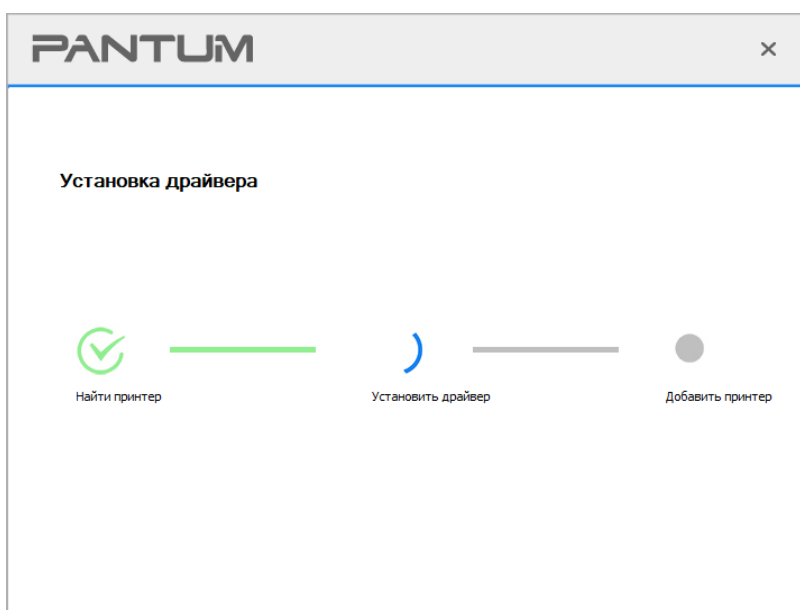 PANTUM
Установка драйвера
Найти принтер
Установить драйвер
Добавить принтер